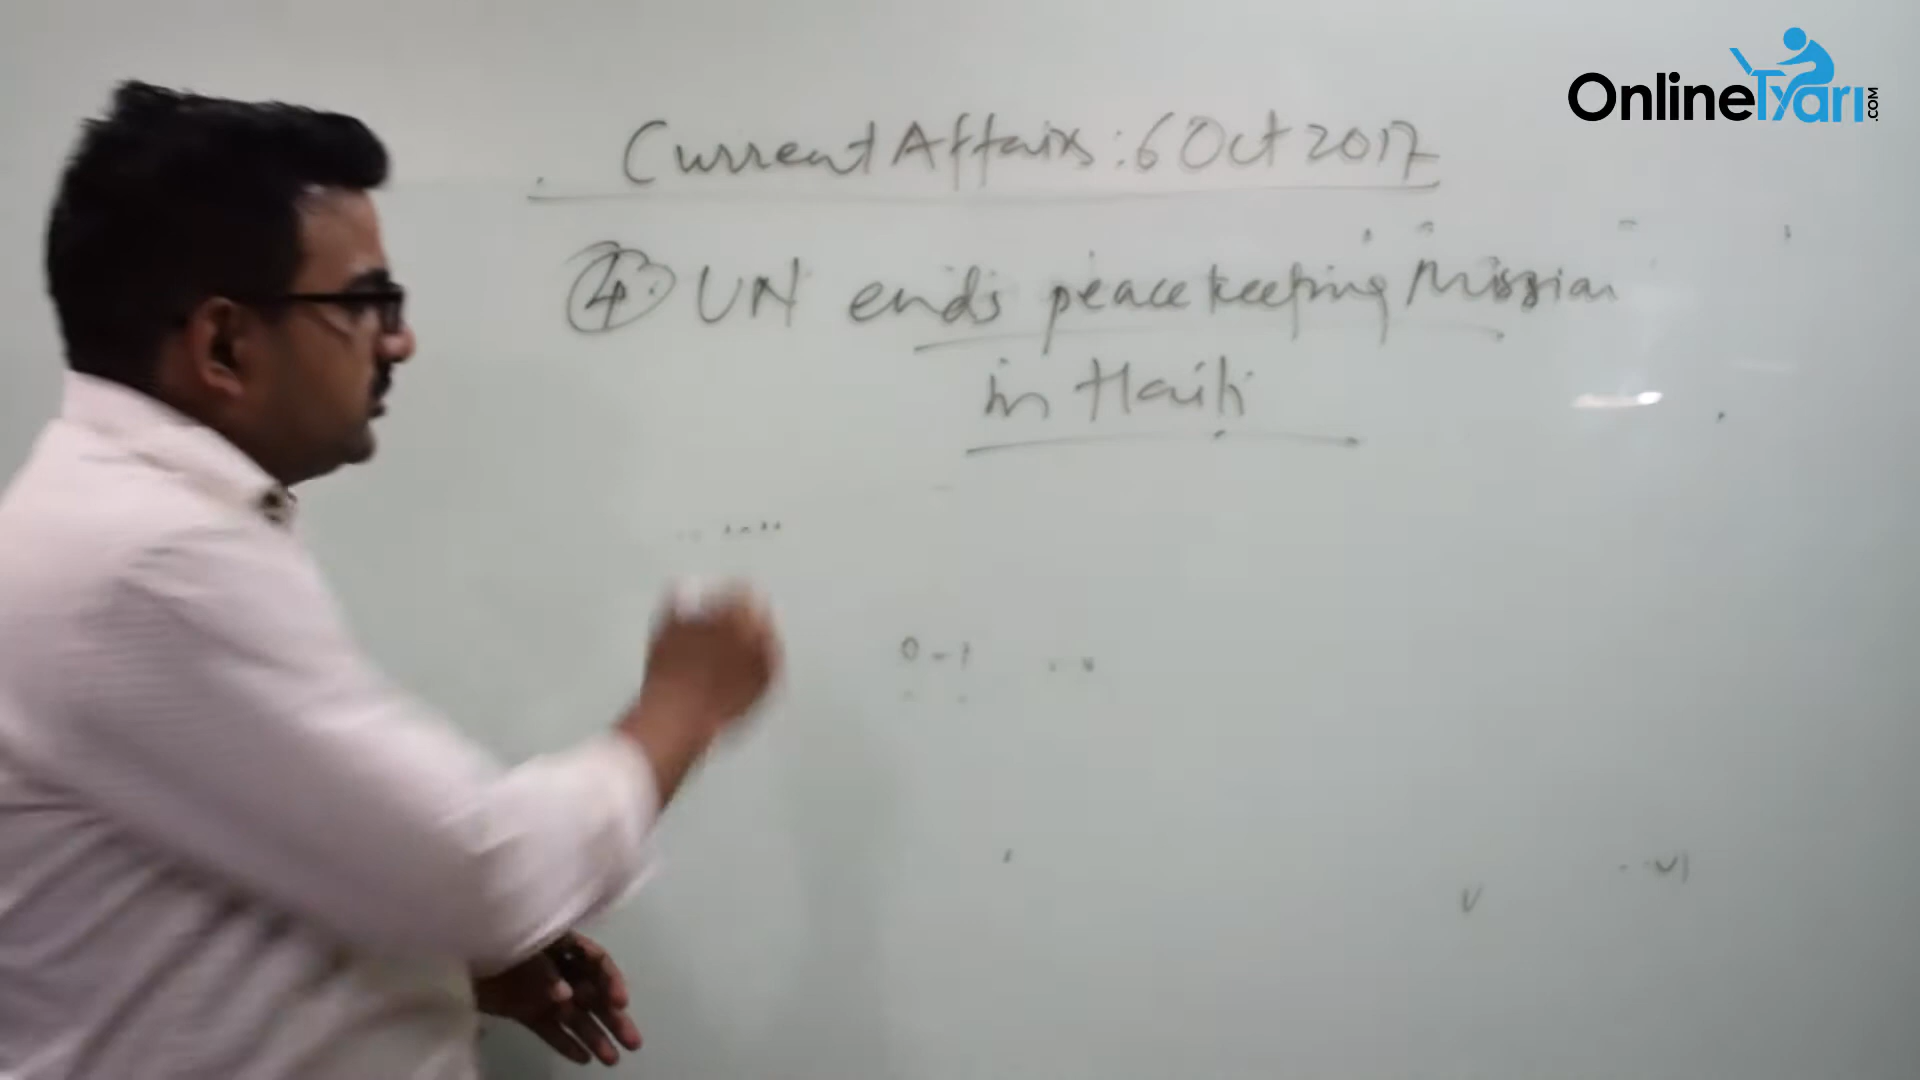 OnlineTyari.com
Current Affairs : 6 Oct 2017
④. UN ends peace keeping Mission
in Haiti